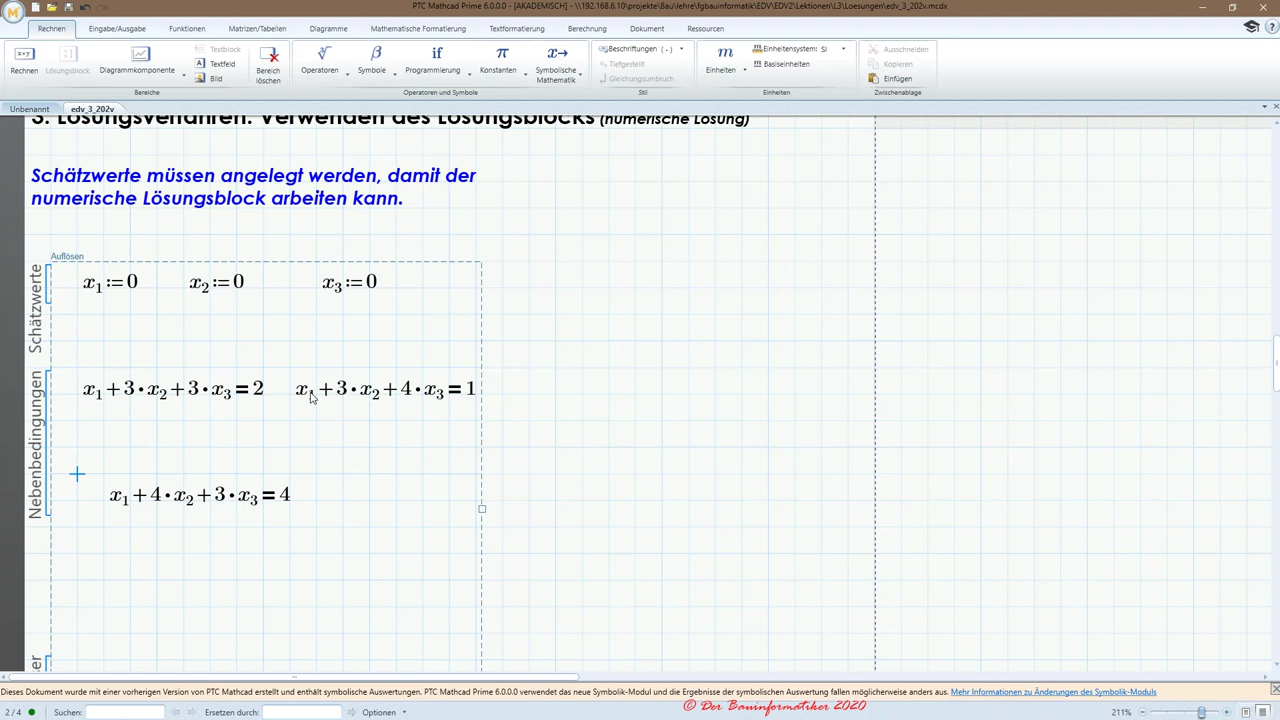 PTC Mathcad Prime 6.0.0.0 - [AKADEMISCH] - \\192.168.6.10\projekte\Bau\lehre\fgbauinformatik\EDV\EDV2\Lektionen\L3\Loesungen\edv_3_202v.mcdx
Rechnen Eingabe/Ausgabe Funktionen Matrizen/Tabellen Diagramme Mathematische Formatierung Textformatierung Berechnung Dokument Ressourcen
Rechnen Lösungsblock Diagrammkomponente Textblock Textfeld Bild Bereich löschen
Operatoren Symbole Programmierung Konstanten Symbolische Mathematik
Beschriftungen ( - ) Tiefgestellt Gleichungsumbruch
Einheiten Einheitensystem: SI Basiseinheiten
Ausschneiden Kopieren Einfügen
Bereiche Operatoren und Symbole Stil Einheiten Zwischenablage
Unbenannt edv_3_202v
3. Lösungsverfahren: Verwenden des Lösungsblocks (numerische Lösung)
Schätzwerte müssen angelegt werden, damit der
numerische Lösungsblock arbeiten kann.
Auflösen
Schätzwerte
x₁:=0 x₂:=0 x₃:=0
Nebenbedingungen
x₁+3•x₂+3•x₃=2 x₁+3•x₂+4•x₃=1
x₁+4•x₂+3•x₃=4
Dieses Dokument wurde mit einer vorherigen Version von PTC Mathcad erstellt und enthält symbolische Auswertungen. PTC Mathcad Prime 6.0.0.0 verwendet das neue Symbolik-Modul und die Ergebnisse der symbolischen Auswertung fallen möglicherweise anders aus. Mehr Informationen zu Änderungen des Symbolik-Moduls
2 / 4 Suchen: Ersetzen durch: Optionen 211%
© Der Bauinformatiker 2020